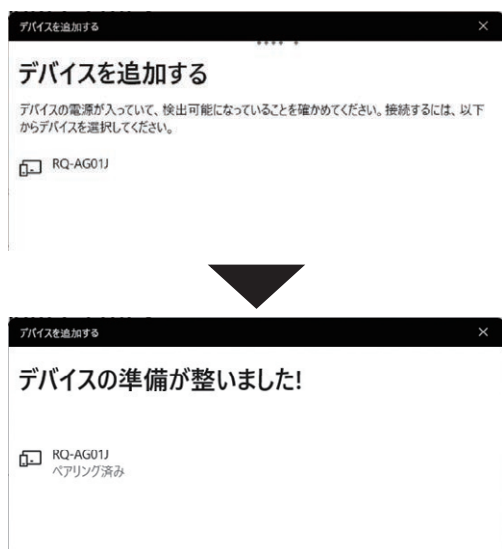 デバイスを追加する
デバイスを追加する
デバイスの電源が入っていて、検出可能になっていることを確かめてください。接続するには、以下
からデバイスを選択してください。
RQ-AG01J
デバイスを追加する
デバイスの準備が整いました!
RQ-AG01J
ペアリング済み